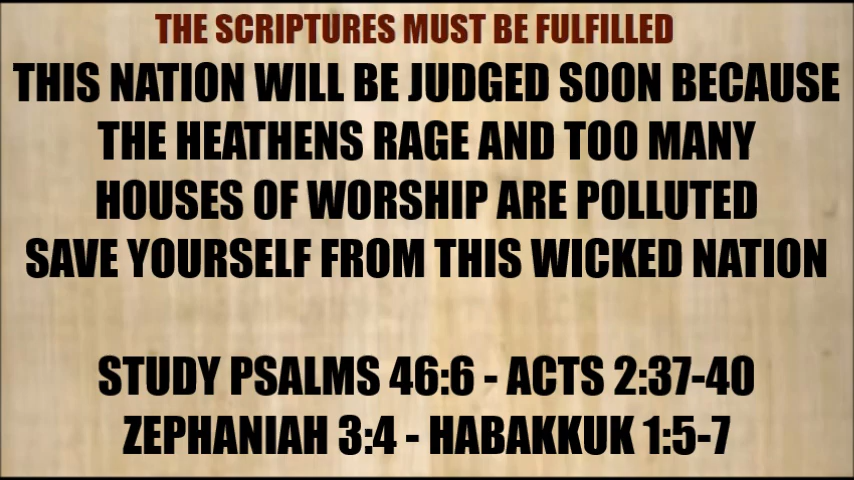 THE SCRIPTURES MUST BE FULFILLED
THIS NATION WILL BE JUDGED SOON BECAUSE
THE HEATHENS RAGE AND TOO MANY
HOUSES OF WORSHIP ARE POLLUTED
SAVE YOURSELF FROM THIS WICKED NATION
STUDY PSALMS 46:6 - ACTS 2:37-40
ZEPHANIAH 3:4 - HABAKKUK 1:5-7